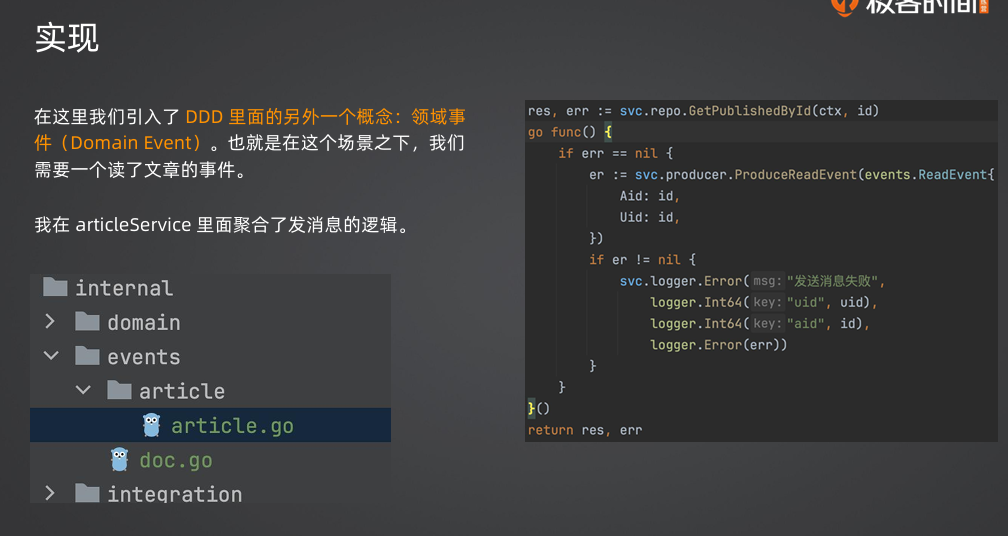 极客时间
实现
在这里我们引入了 DDD 里面的另外一个概念：领域事
件（Domain Event）。也就是在这个场景之下，我们
需要一个读了文章的事件。
我在 articleService 里面聚合了发消息的逻辑。
internal
domain
events
article
article.go
doc.go
integration
res, err := svc.repo.GetPublishedById(ctx, id)
go func() {
if err == nil {
er := svc.producer.ProduceReadEvent(events.ReadEvent{
Aid: id,
Uid: id,
})
if er != nil {
svc.logger.Error( msg: "发送消息失败",
logger.Int64( key: "uid", uid),
logger.Int64( key: "aid", id),
logger.Error(err))
}
}
}()
return res, err